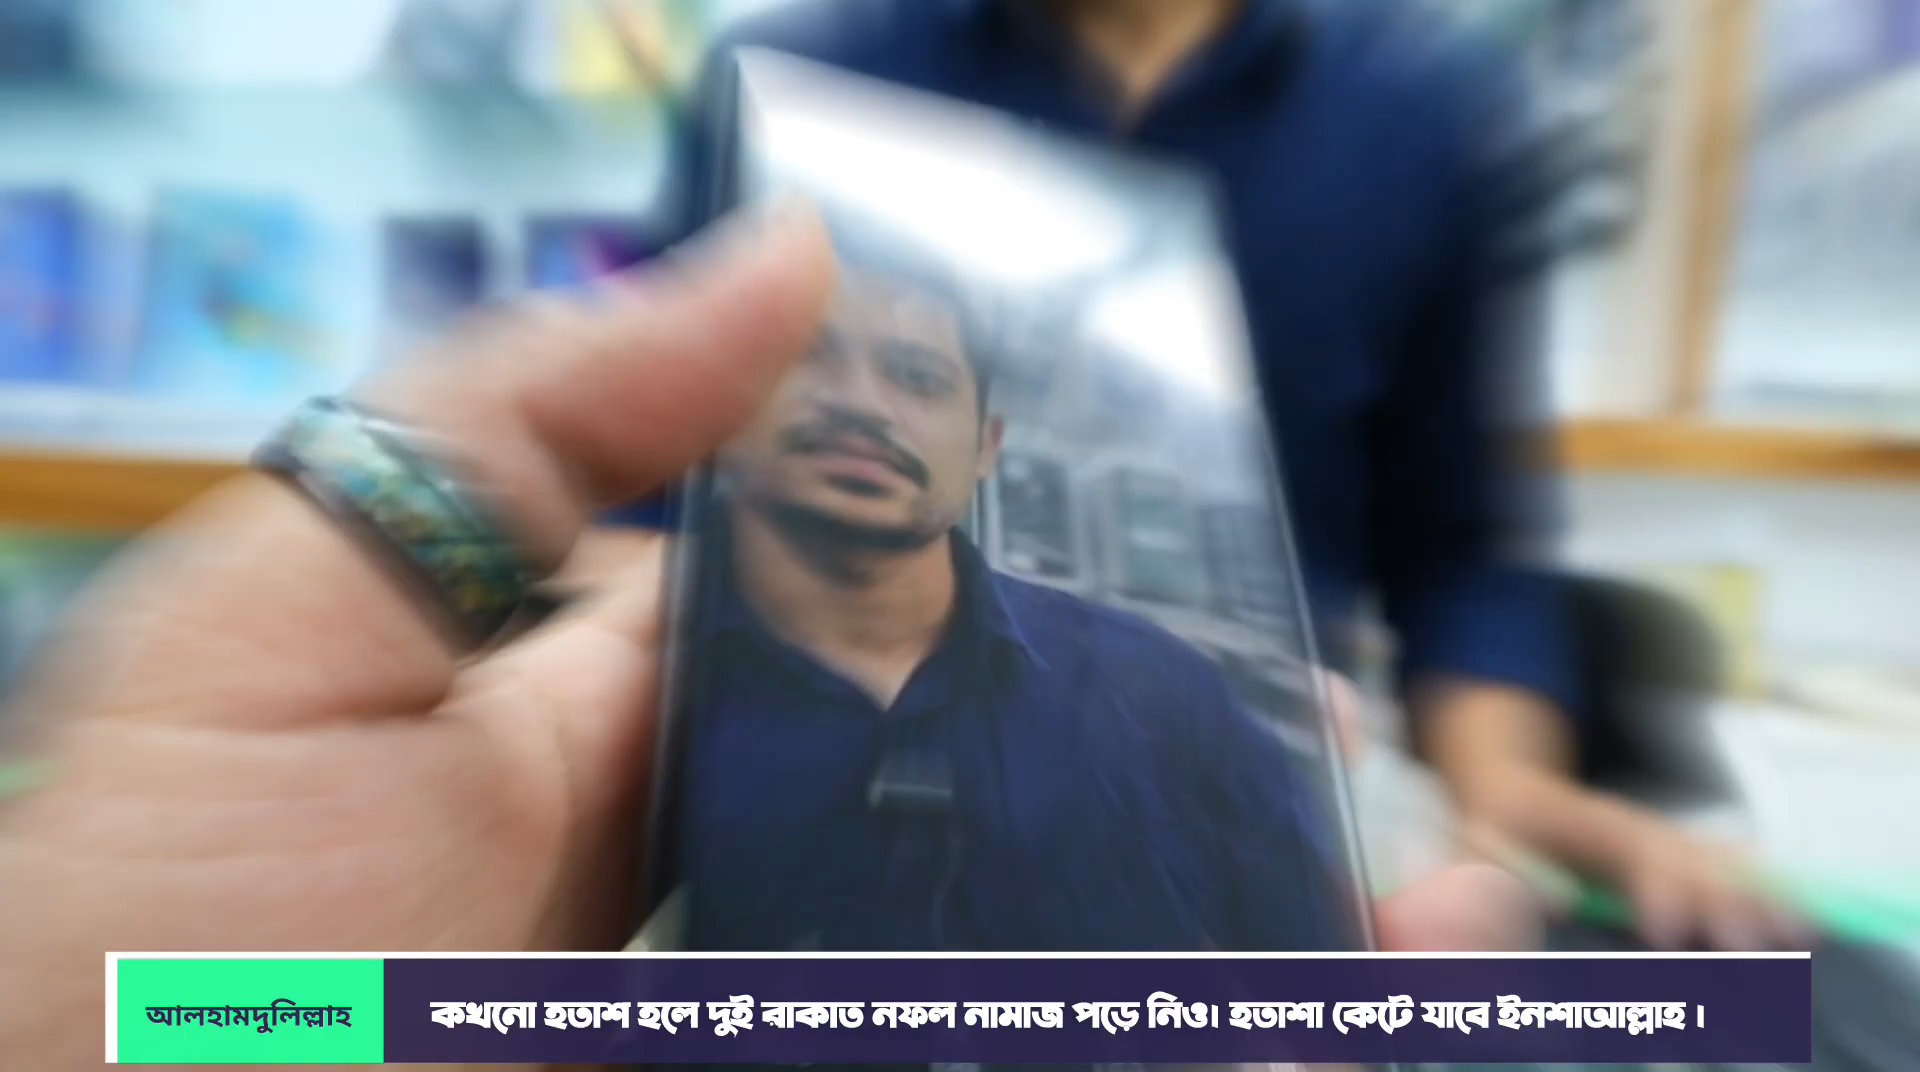 আলহামদুলিল্লাহ
কখনো হতাশ হলে দুই রাকাত নফল নামাজ পড়ে নিও। হতাশা কেটে যাবে ইনশাআল্লাহ ।